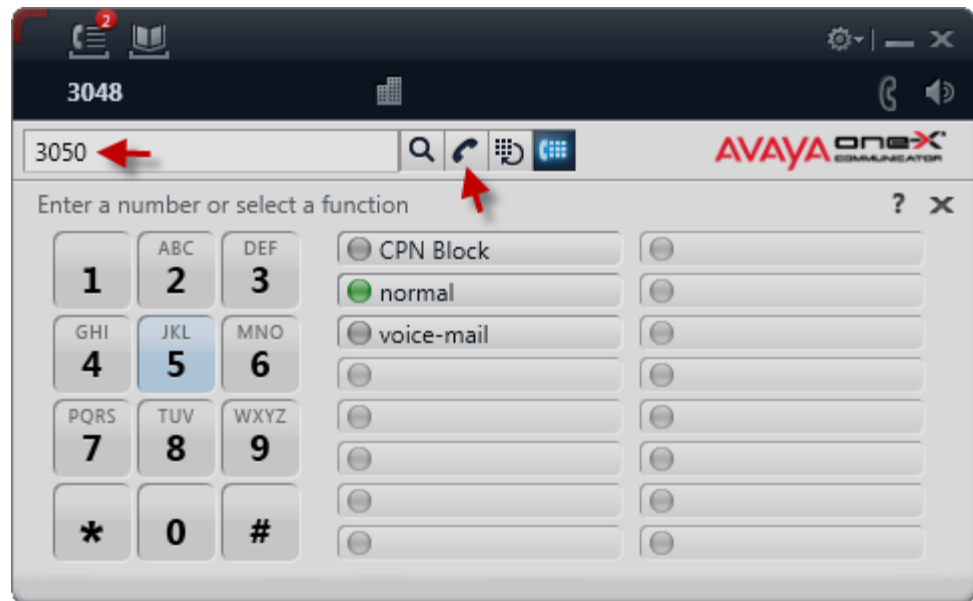 2
3048
3050
AVAYA one-X
COMMUNICATOR
Enter a number or select a function
?
1
ABC
2
DEF
3
GHI
4
JKL
5
MNO
6
PQRS
7
TUV
8
WXYZ
9
*
0
#
CPN Block
normal
voice-mail